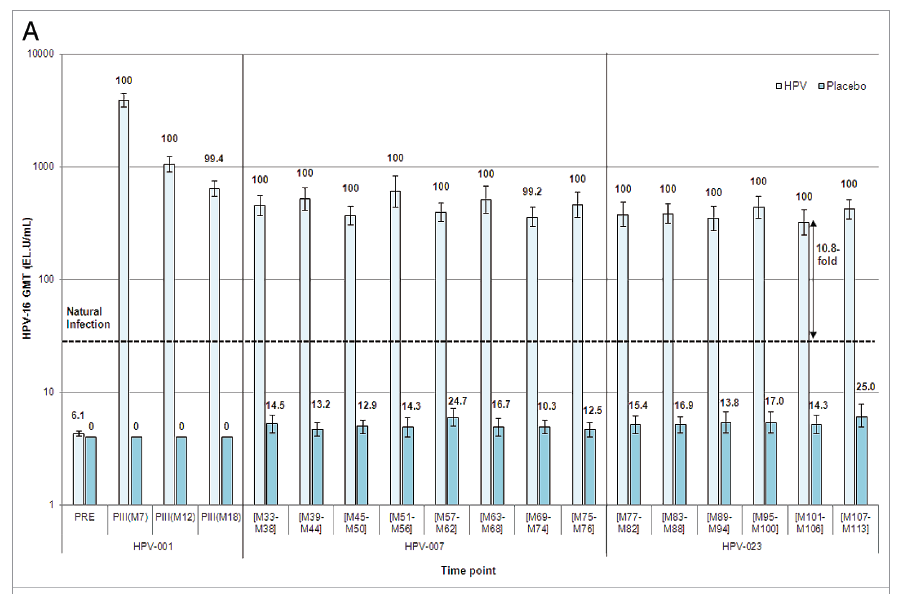 A
10000
1000
100
10
1
HPV-16 GMT (EL.U/mL)
HPV Placebo
Natural
Infection
10.8-
fold
6.1 100 100 99.4 100 100 100 100 100 100 99.2 100 100 100 100 100 100 100
0 0 0 0 14.5 13.2 12.9 14.3 24.7 16.7 10.3 12.5 15.4 16.9 13.8 17.0 14.3 25.0
PRE PIII(M7) PIII(M12) PIII(M18) [M33- [M39- [M45- [M51- [M57- [M63- [M69- [M75- [M77- [M83- [M89- [M95- [M101- [M107-
M38] M44] M50] M56] M62] M68] M74] M76] M82] M88] M94] M100] M106] M113]
HPV-001 HPV-007 HPV-023
Time point